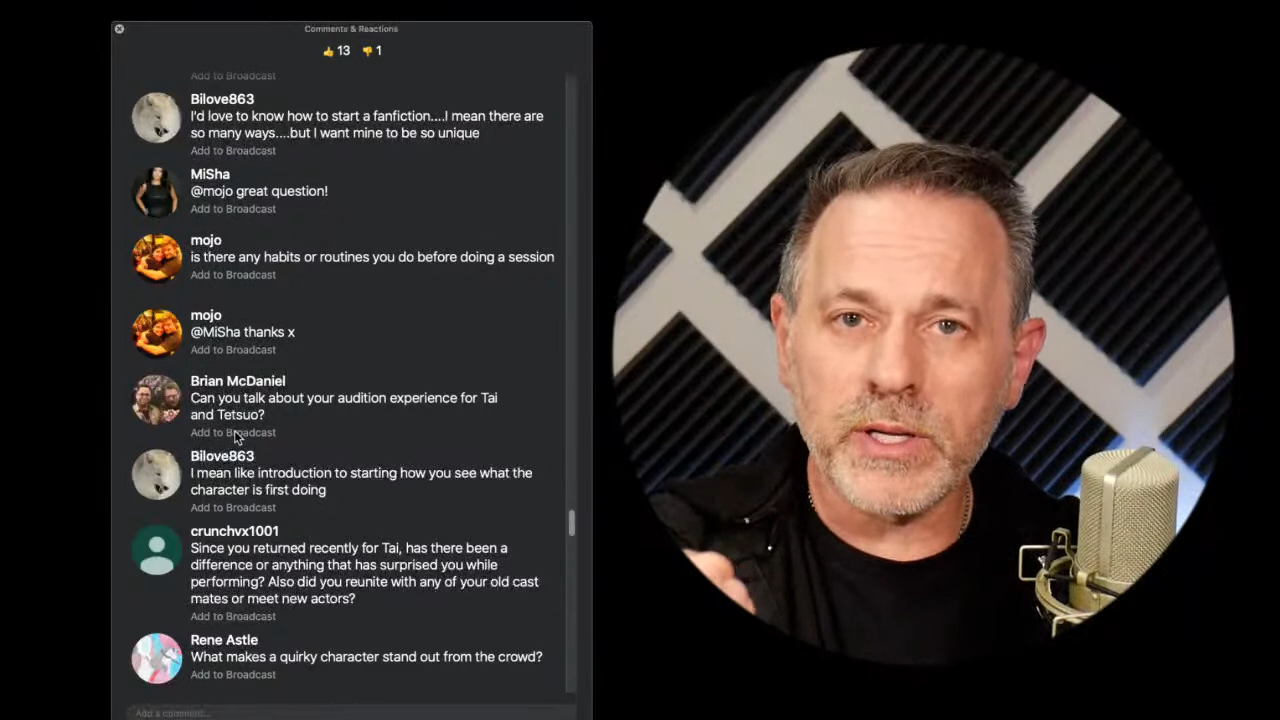 Comments & Reactions
👍 13 👎 1
Add to Broadcast
Bilove863
I'd love to know how to start a fanfiction....I mean there are
so many ways....but I want mine to be so unique
Add to Broadcast
MiSha
@mojo great question!
Add to Broadcast
mojo
is there any habits or routines you do before doing a session
Add to Broadcast
mojo
@MiSha thanks x
Add to Broadcast
Brian McDaniel
Can you talk about your audition experience for Tai
and Tetsuo?
Add to Broadcast
Bilove863
I mean like introduction to starting how you see what the
character is first doing
Add to Broadcast
crunchvx1001
Since you returned recently for Tai, has there been a
difference or anything that has surprised you while
performing? Also did you reunite with any of your old cast
mates or meet new actors?
Add to Broadcast
Rene Astle
What makes a quirky character stand out from the crowd?
Add to Broadcast
Add a comment...